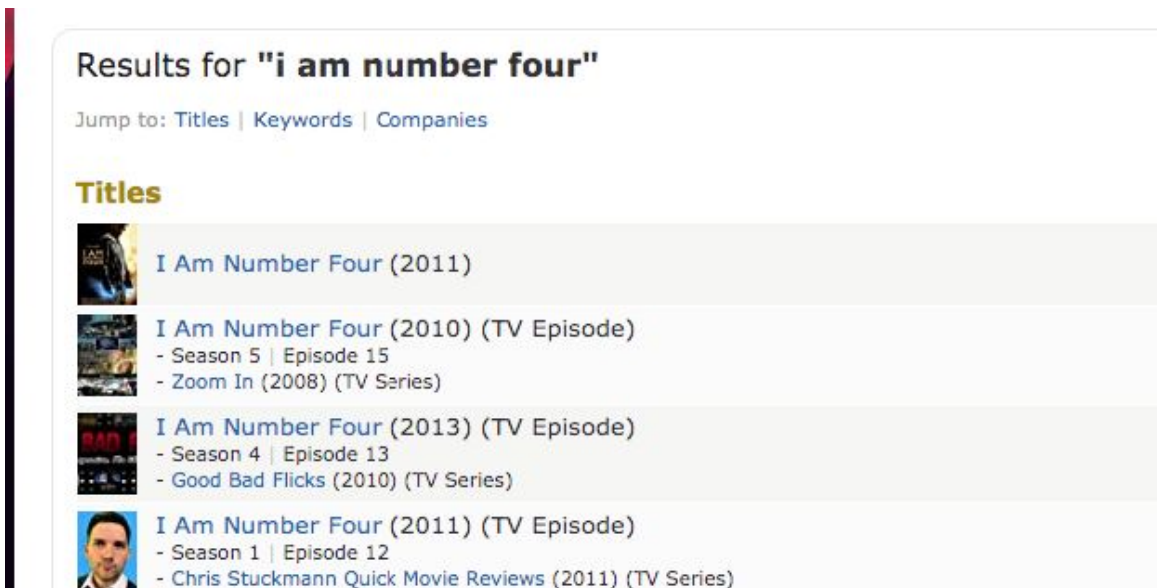 Results for "i am number four"
Jump to: Titles | Keywords | Companies
Titles
I Am Number Four (2011)
I Am Number Four (2010) (TV Episode)
- Season 5 | Episode 15
- Zoom In (2008) (TV Series)
I Am Number Four (2013) (TV Episode)
- Season 4 | Episode 13
- Good Bad Flicks (2010) (TV Series)
I Am Number Four (2011) (TV Episode)
- Season 1 | Episode 12
- Chris Stuckmann Quick Movie Reviews (2011) (TV Series)